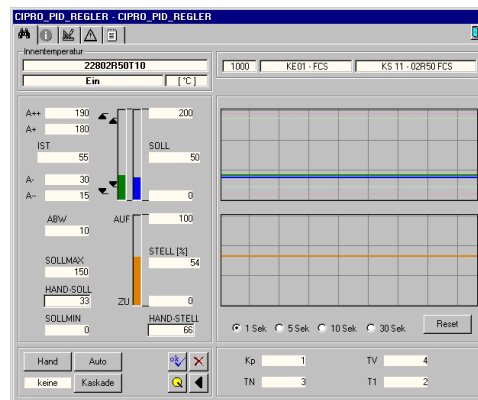 CIPRO_PID_REGLER - CIPRO_PID_REGLER
Innentemperatur
22802R50T10
Ein [ °C ]
1000 KE01 - FCS KS 11 - 02R50 FCS
A++ 190 200
A+ 180
IST SOLL
55 50
A- 30
A-- 15 0
ABW AUF 100
10
STELL [%]
54
SOLLMAX
150
HAND-SOLL
33 ZU 0
SOLLMIN HAND-STELL
0 66
1 Sek 5 Sek 10 Sek 30 Sek Reset
Hand Auto ok
keine Kaskade
Kp 1 TV 4
TN 3 T1 2